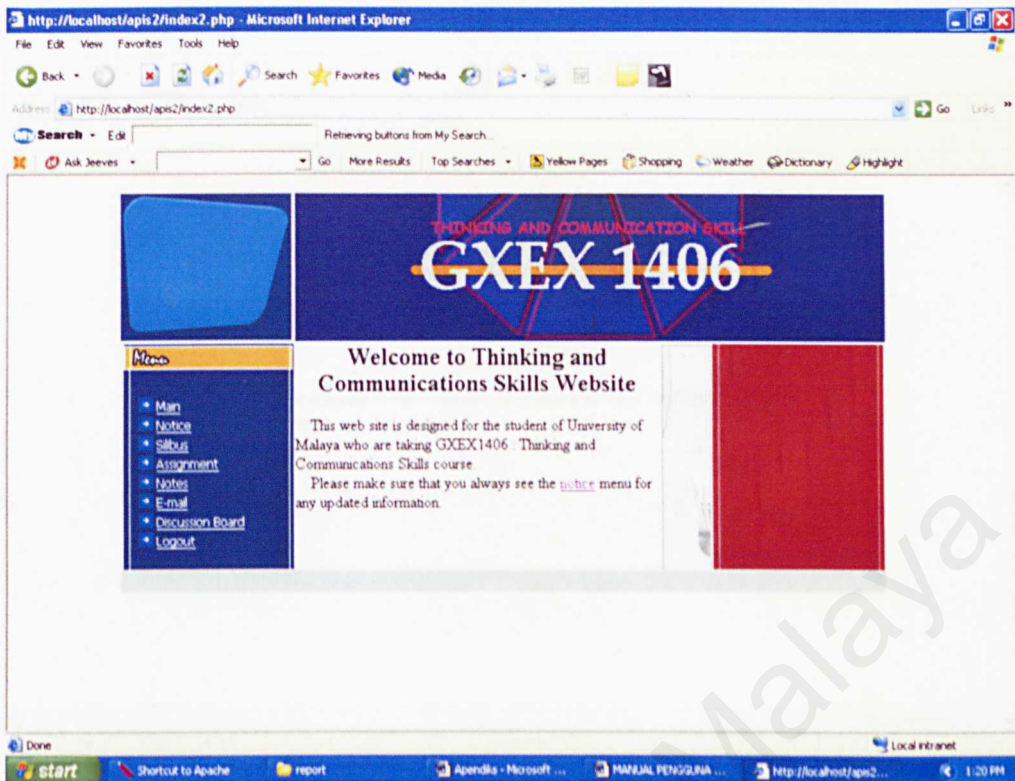 http://localhost/apis2/index2.php - Microsoft Internet Explorer
File Edit View Favorites Tools Help
Back Search Favorites Media
Address http://localhost/apis2/index2.php Go Links »
My Search - Edit Retrieving buttons from My Search...
Ask Jeeves Go More Results Top Searches Yellow Pages Shopping Weather Dictionary Highlight
THINKING AND COMMUNICATION SKILL
GXEX 1406
Menu
Main
Notice
Silibus
Assignment
Notes
E-mail
Discussion Board
Logout
Welcome to Thinking and
Communications Skills Website
This web site is designed for the student of University of
Malaya who are taking GXEX1406 : Thinking and
Communications Skills course.
Please make sure that you always see the notice menu for
any updated information.
Malaya
Done Local intranet
start Shortcut to Apache report Apendiks - Microsoft ... MANUAL PENGGUNA ... http://localhost/apis2... 1:20 PM